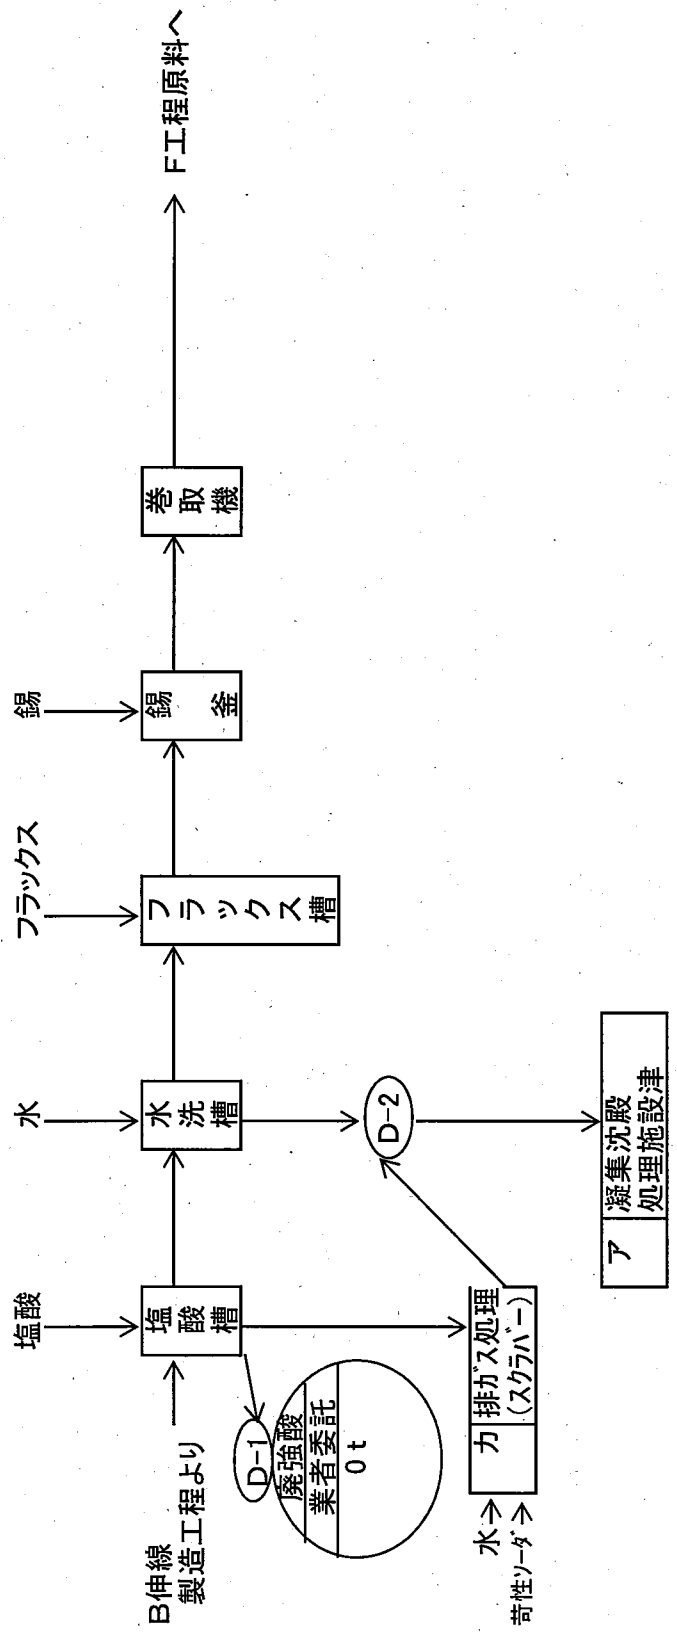 塩酸
水
フラックス
錫
B伸線
製造工程より
塩酸槽
水洗槽
フラックス槽
錫釜
巻取機
F工程原料へ
D-1
廃強酸
業者委託
0t
D-2
水
苛性ソーダ
カ
排ガス処理
(スクラバー)
ア
凝集沈殿
処理施設津